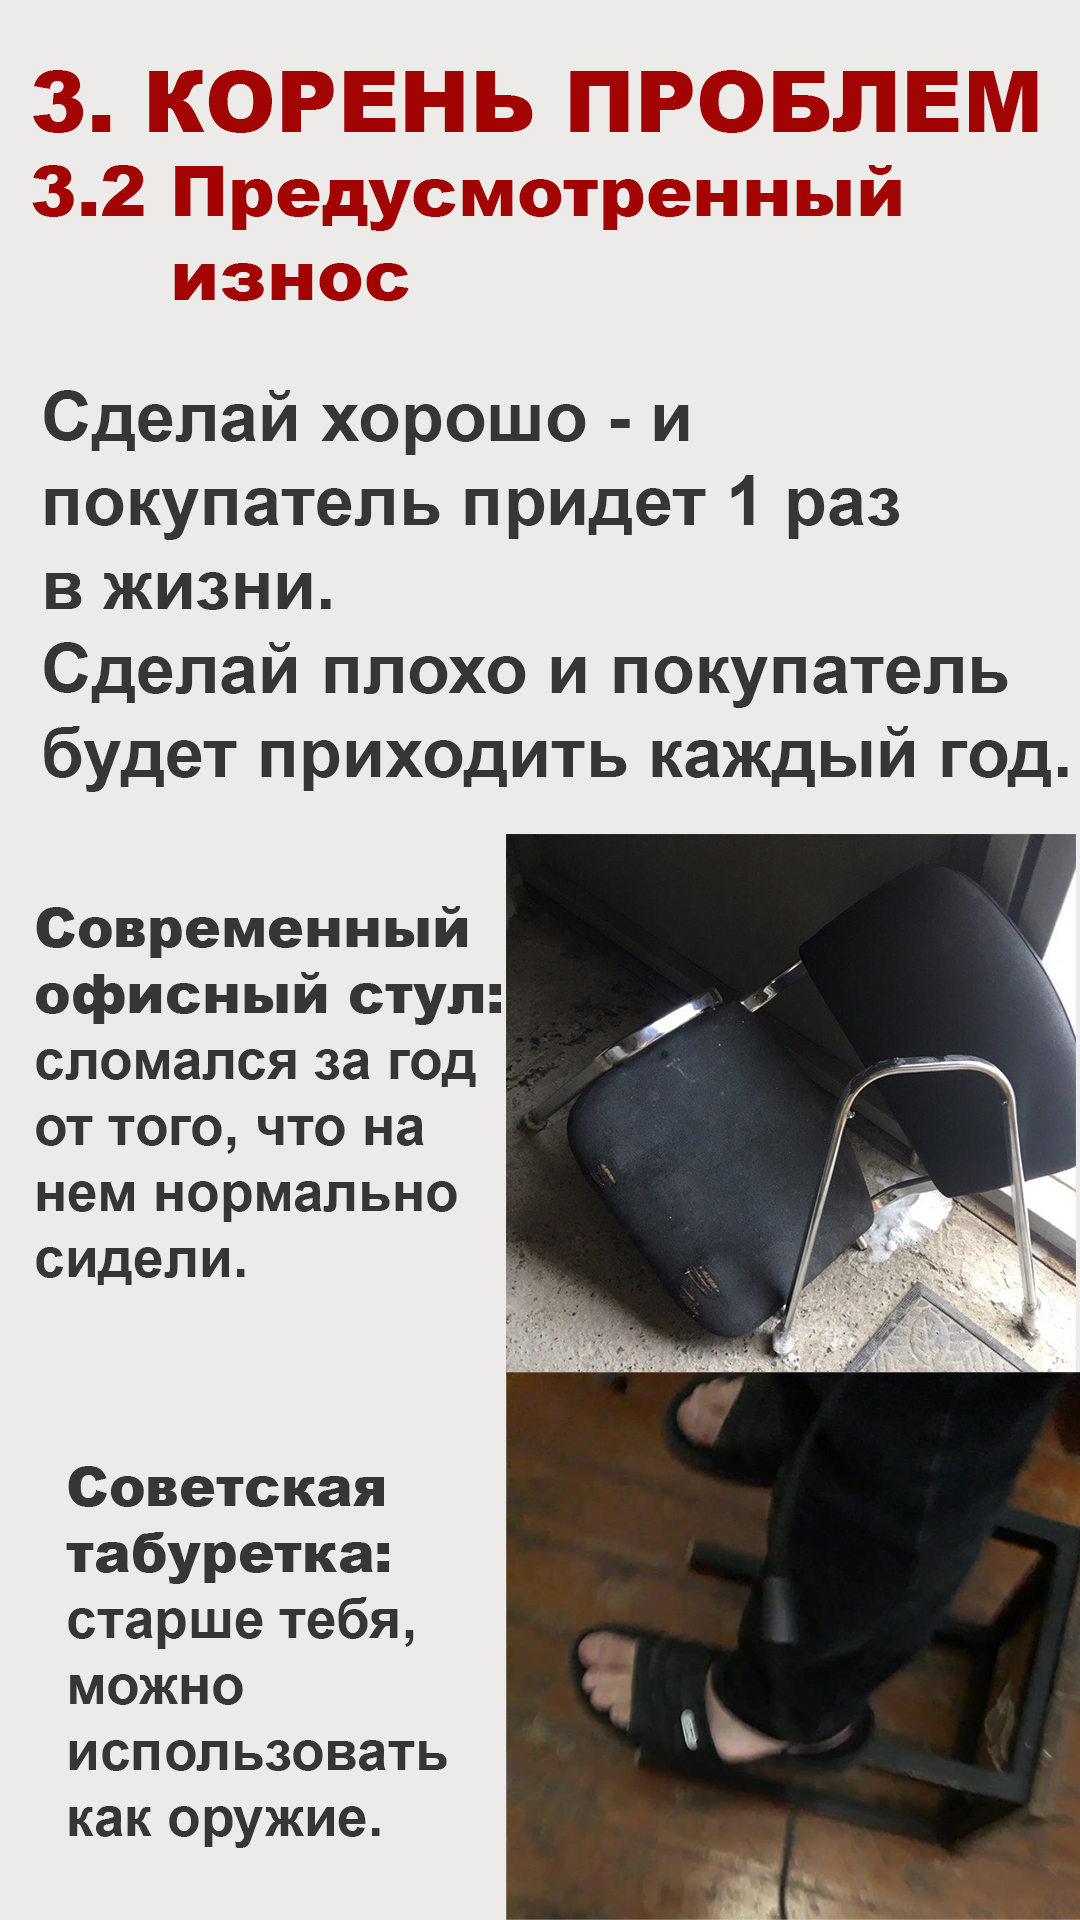 3. КОРЕНЬ ПРОБЛЕМ
3.2 Предусмотренный
износ
Сделай хорошо - и
покупатель придет 1 раз
в жизни.
Сделай плохо и покупатель
будет приходить каждый год.
Современный
офисный стул:
сломался за год
от того, что на
нем нормально
сидели.
Советская
табуретка:
старше тебя,
можно
использовать
как оружие.